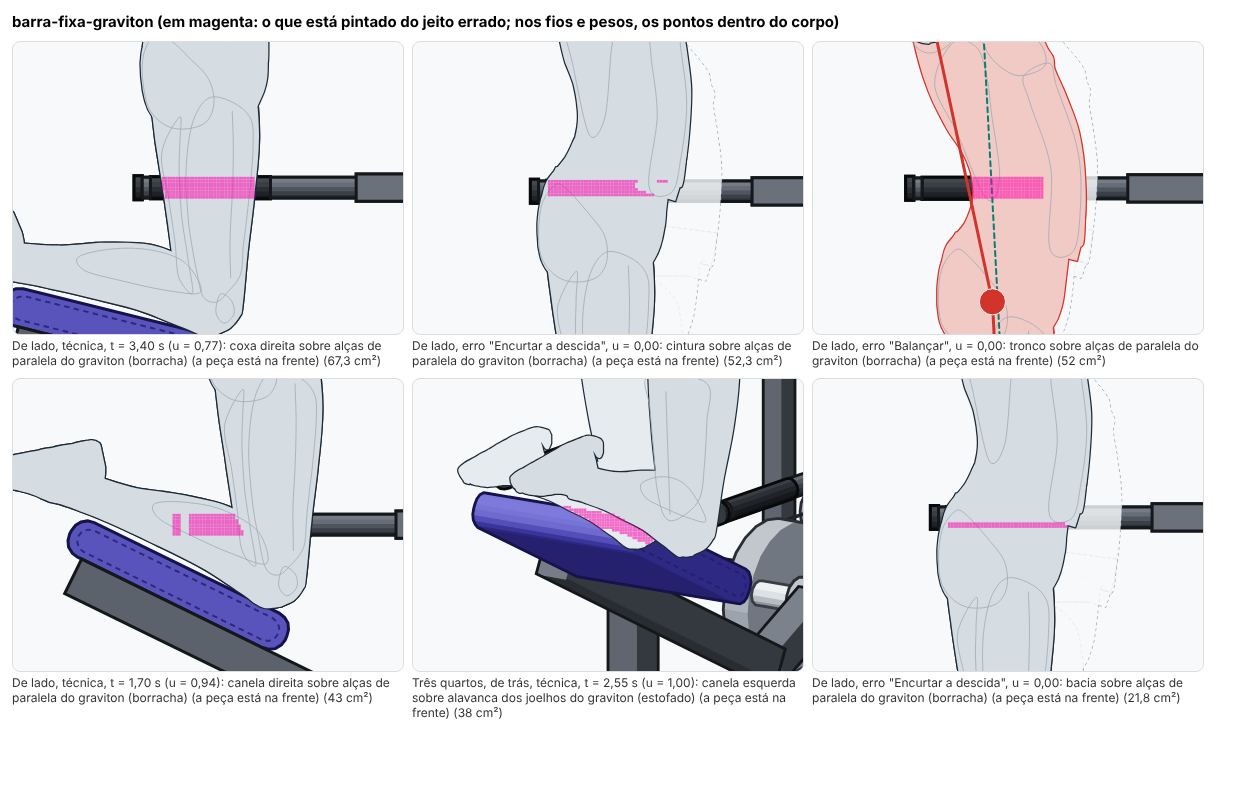 barra-fixa-graviton (em magenta: o que está pintado do jeito errado; nos fios e pesos, os pontos dentro do corpo)
De lado, técnica, t = 3,40 s (u = 0,77): coxa direita sobre alças de
paralela do graviton (borracha) (a peça está na frente) (67,3 cm²)
De lado, erro "Encurtar a descida", u = 0,00: cintura sobre alças de
paralela do graviton (borracha) (a peça está na frente) (52,3 cm²)
De lado, erro "Balançar", u = 0,00: tronco sobre alças de paralela do
graviton (borracha) (a peça está na frente) (52 cm²)
De lado, técnica, t = 1,70 s (u = 0,94): canela direita sobre alças de
paralela do graviton (borracha) (a peça está na frente) (43 cm²)
Três quartos, de trás, técnica, t = 2,55 s (u = 1,00): canela esquerda
sobre alavanca dos joelhos do graviton (estofado) (a peça está na
frente) (38 cm²)
De lado, erro "Encurtar a descida", u = 0,00: bacia sobre alças de
paralela do graviton (borracha) (a peça está na frente) (21,8 cm²)